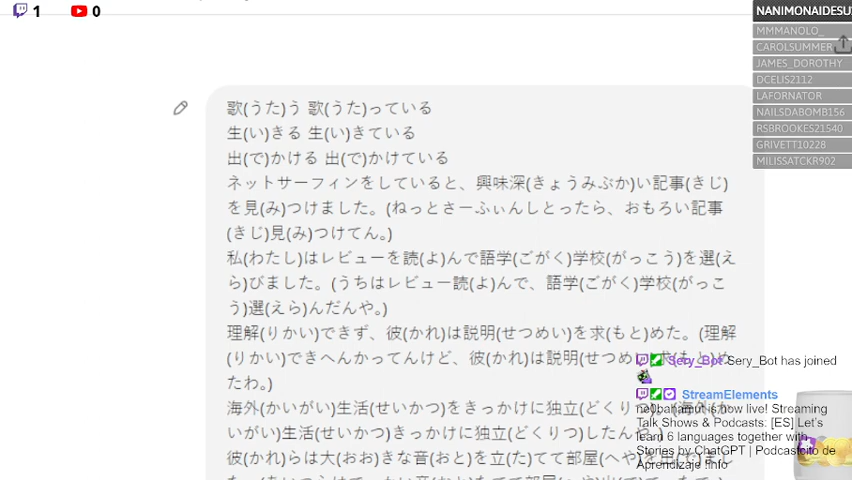 1 0
歌(うた)う 歌(うた)っている
生(い)きる 生(い)きている
出(で)かける 出(で)かけている
ネットサーフィンをしていると、興味深(きょうみぶか)い記事(きじ)
を見(み)つけました。(ねっとさーふぃんしとったら、おもろい記事
(きじ)見(み)つけてん。)
私(わたし)はレビューを読(よ)んで語学(ごがく)学校(がっこう)を選(え
ら)びました。(うちはレビュー読(よ)んで、語学(ごがく)学校(がっこ
う)選(えら)んだんや。)
理解(りかい)できず、彼(かれ)は説明(せつめい)を求(もと)めた。(理解
(りかい)できへんかってんけど、彼(かれ)は説明(せつめい 求(もと)め
たわ。)
海外(かいがい)生活(せいかつ)をきっかけに独立(どくりつ)。(海外(か
いがい)生活(せいかつ)きっかけに独立(どくりつ)したんや。)
彼(かれ)らは大(おお)きな音(おと)を立(た)てて部屋(へや)を出
NANIMONAIDESU
MMMANOLO_
CAROLSUMMER
JAMES_DOROTHY
DCELIS2112
LAFORNATOR
NAILSDABOMB156
RSBROOKES21540
GRIVETT10228
MILISSATCKR902
Sery_Bot Sery_Bot has joined
StreamElements
ne0bahamut is now live! Streaming
Talk Shows & Podcasts: [ES] Let's
learn 6 languages together with
Stories by ChatGPT | Podcastcito de
Aprendizaje !info